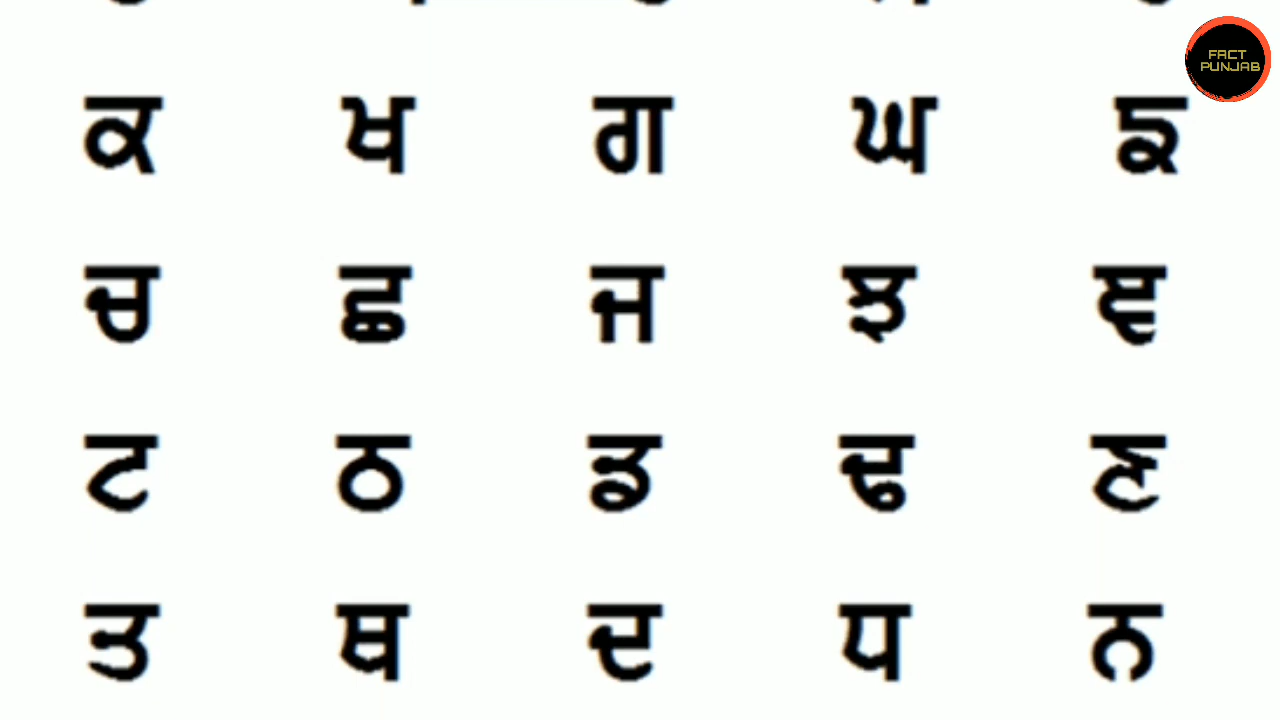 FACT
PUNJAB
ਕ ਖ ਗ ਘ ਙ
ਚ ਛ ਜ ਝ ਞ
ਟ ਠ ਡ ਢ ਣ
ਤ ਥ ਦ ਧ ਨ